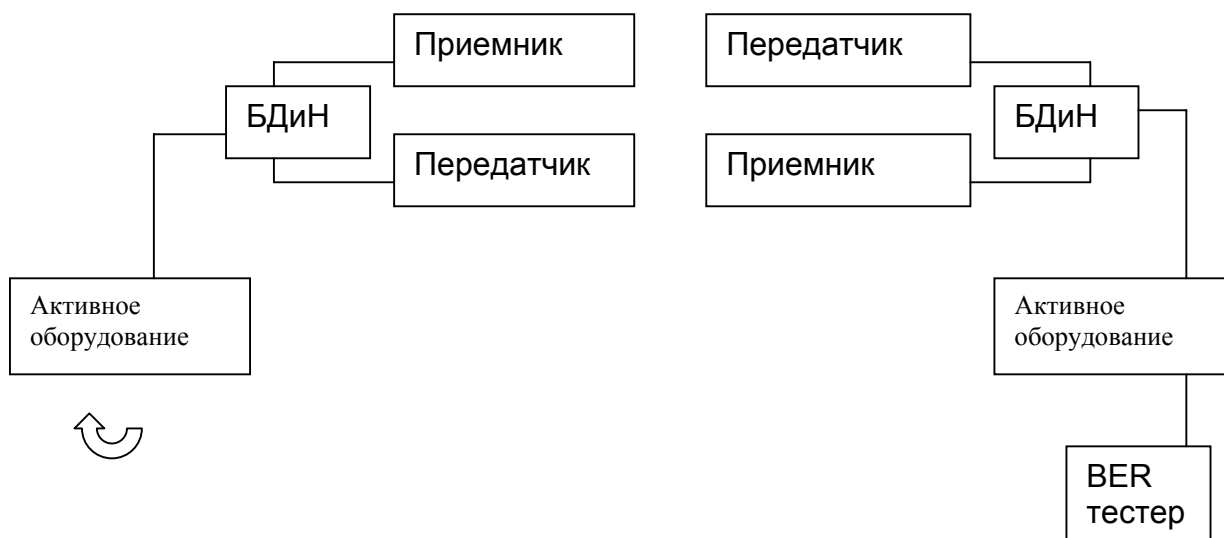 Приемник
Передатчик
БДиН
БДиН
Передатчик
Приемник
Активное
оборудование
Активное
оборудование
BER
тестер